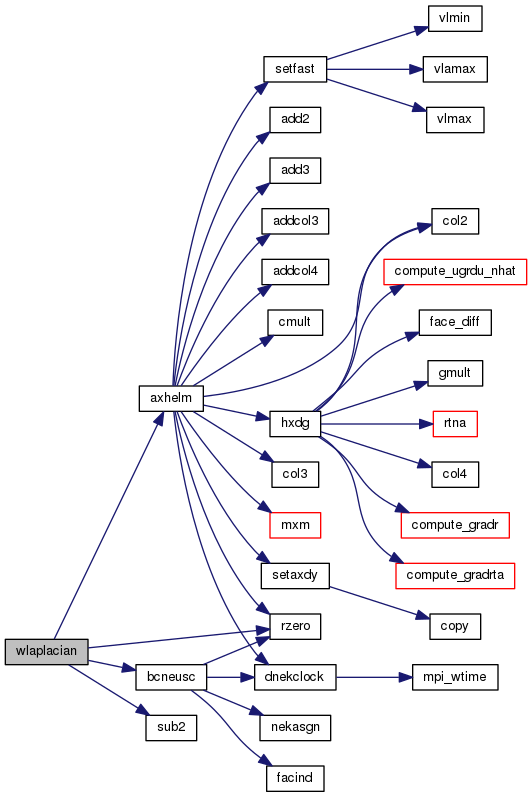 vlmin
setfast
vlamax
add2
vlmax
add3
addcol3
col2
addcol4
compute_ugrdu_nhat
cmult
face_diff
gmult
axhelm
hxdg
rtna
col3
col4
mxm
compute_gradr
setaxdy
compute_gradrta
rzero
copy
wlaplacian
bcneusc
dnekclock
mpi_wtime
sub2
nekasgn
facind